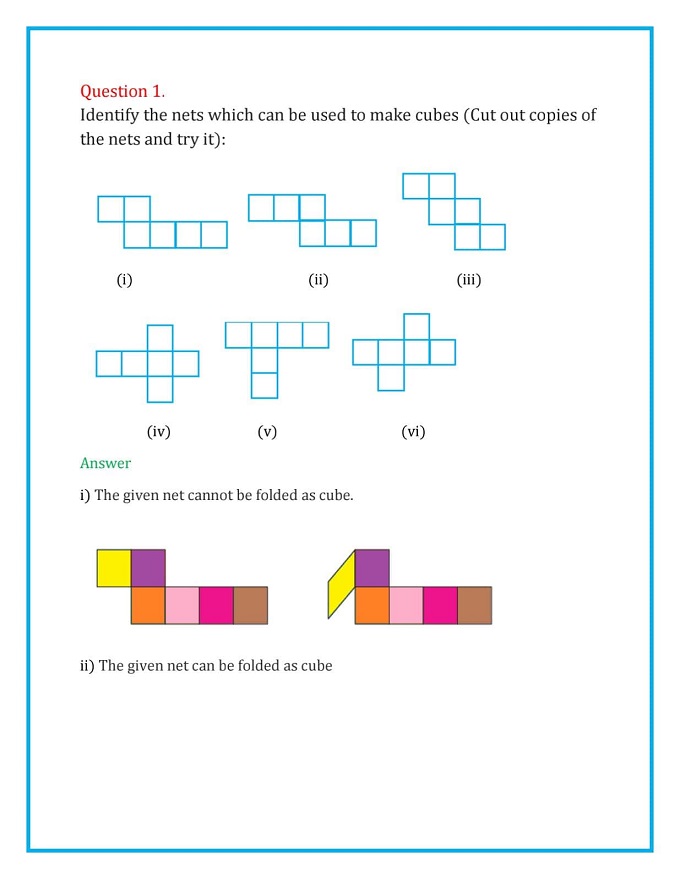 Question 1.
Identify the nets which can be used to make cubes (Cut out copies of
the nets and try it):
(i) (ii) (iii)
(iv) (v) (vi)
Answer
i) The given net cannot be folded as cube.
ii) The given net can be folded as cube